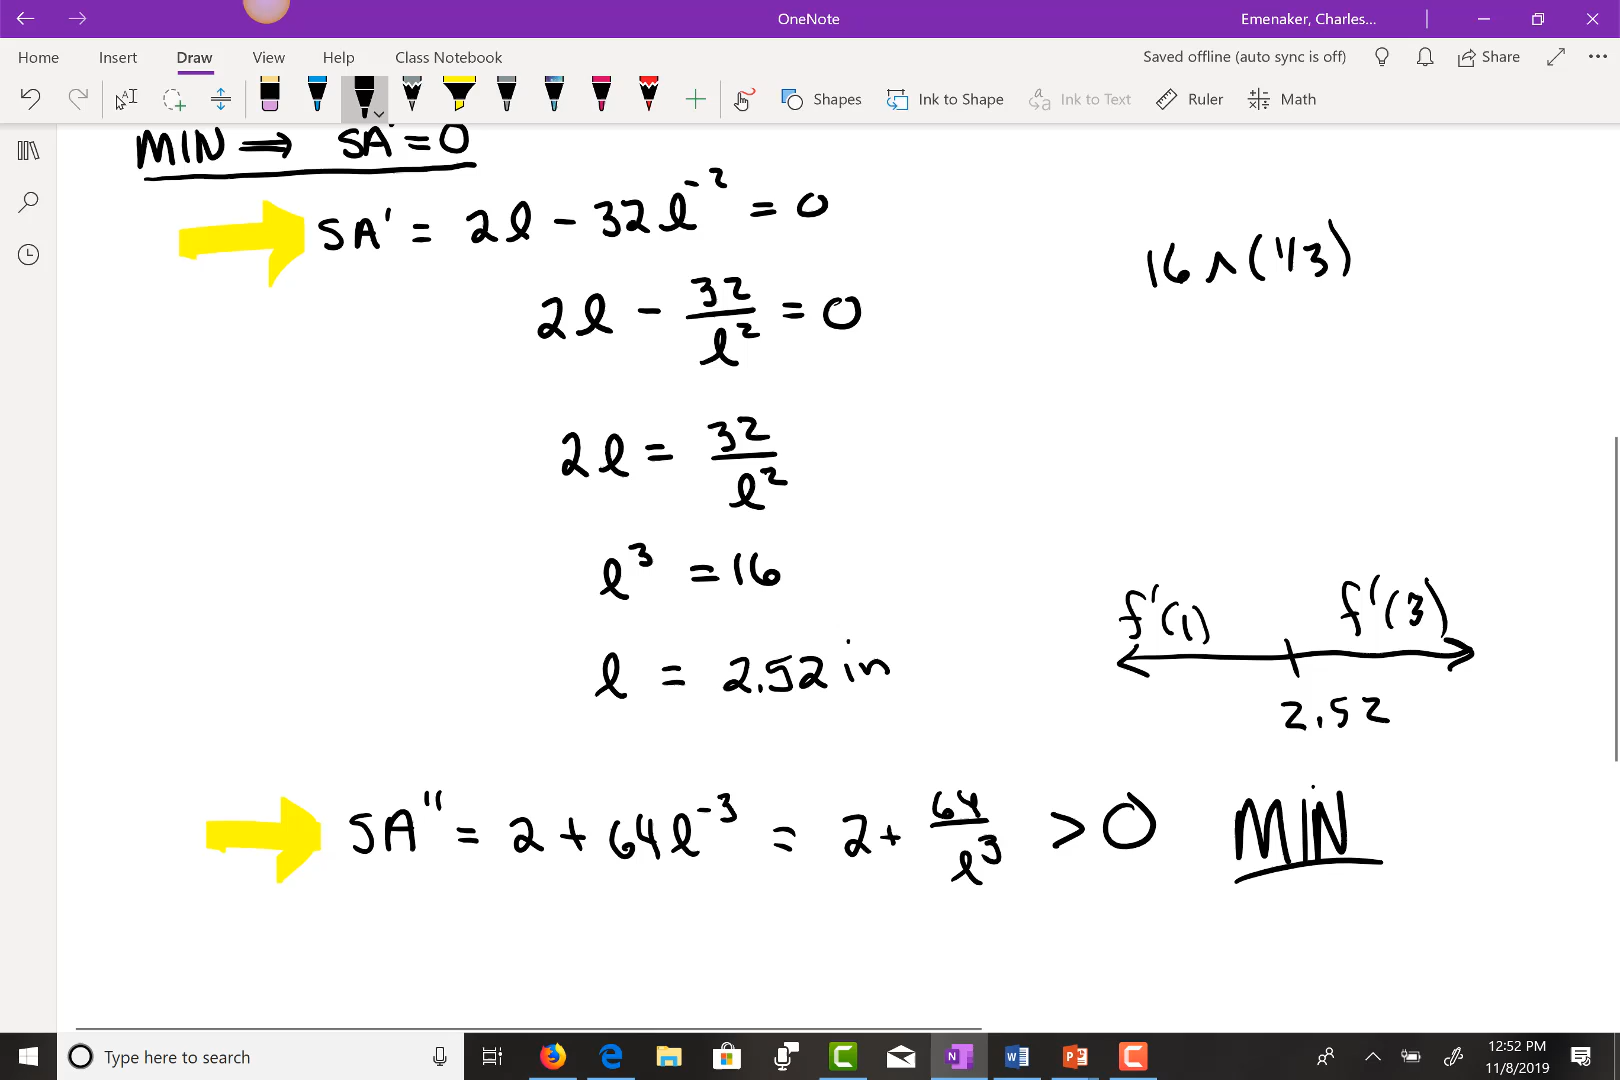 OneNote
Emenaker, Charles...
Home Insert Draw View Help Class Notebook
Saved offline (auto sync is off) Share
Shapes Ink to Shape Ink to Text Ruler Math
MIN ⟹ SA' = 0
SA' = 2l - 32l^-2 = 0
16 ^ (1/3)
2l - 32/l^2 = 0
2l = 32/l^2
l^3 = 16
f'(1) f'(3)
l = 2.52 in
2.52
SA'' = 2 + 64l^-3 = 2 + 64/l^3 > 0 MIN
Type here to search
12:52 PM
11/8/2019